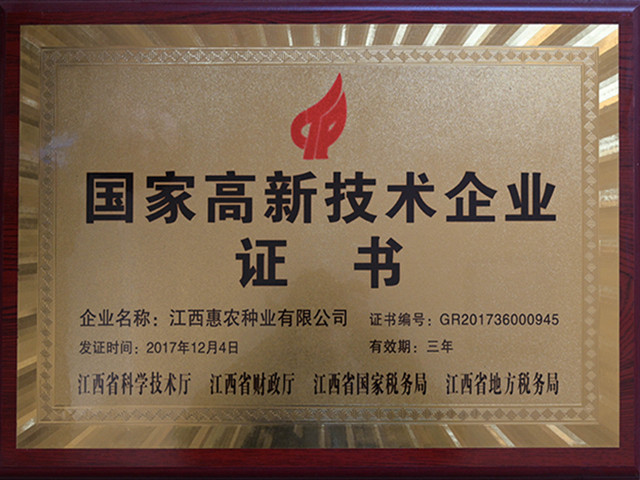 国家高新技术企业
证 书
企业名称：江西惠农种业有限公司 证书编号：GR201736000945
发证时间：2017年12月4日 有效期：三年
江西省科学技术厅 江西省财政厅 江西省国家税务局 江西省地方税务局